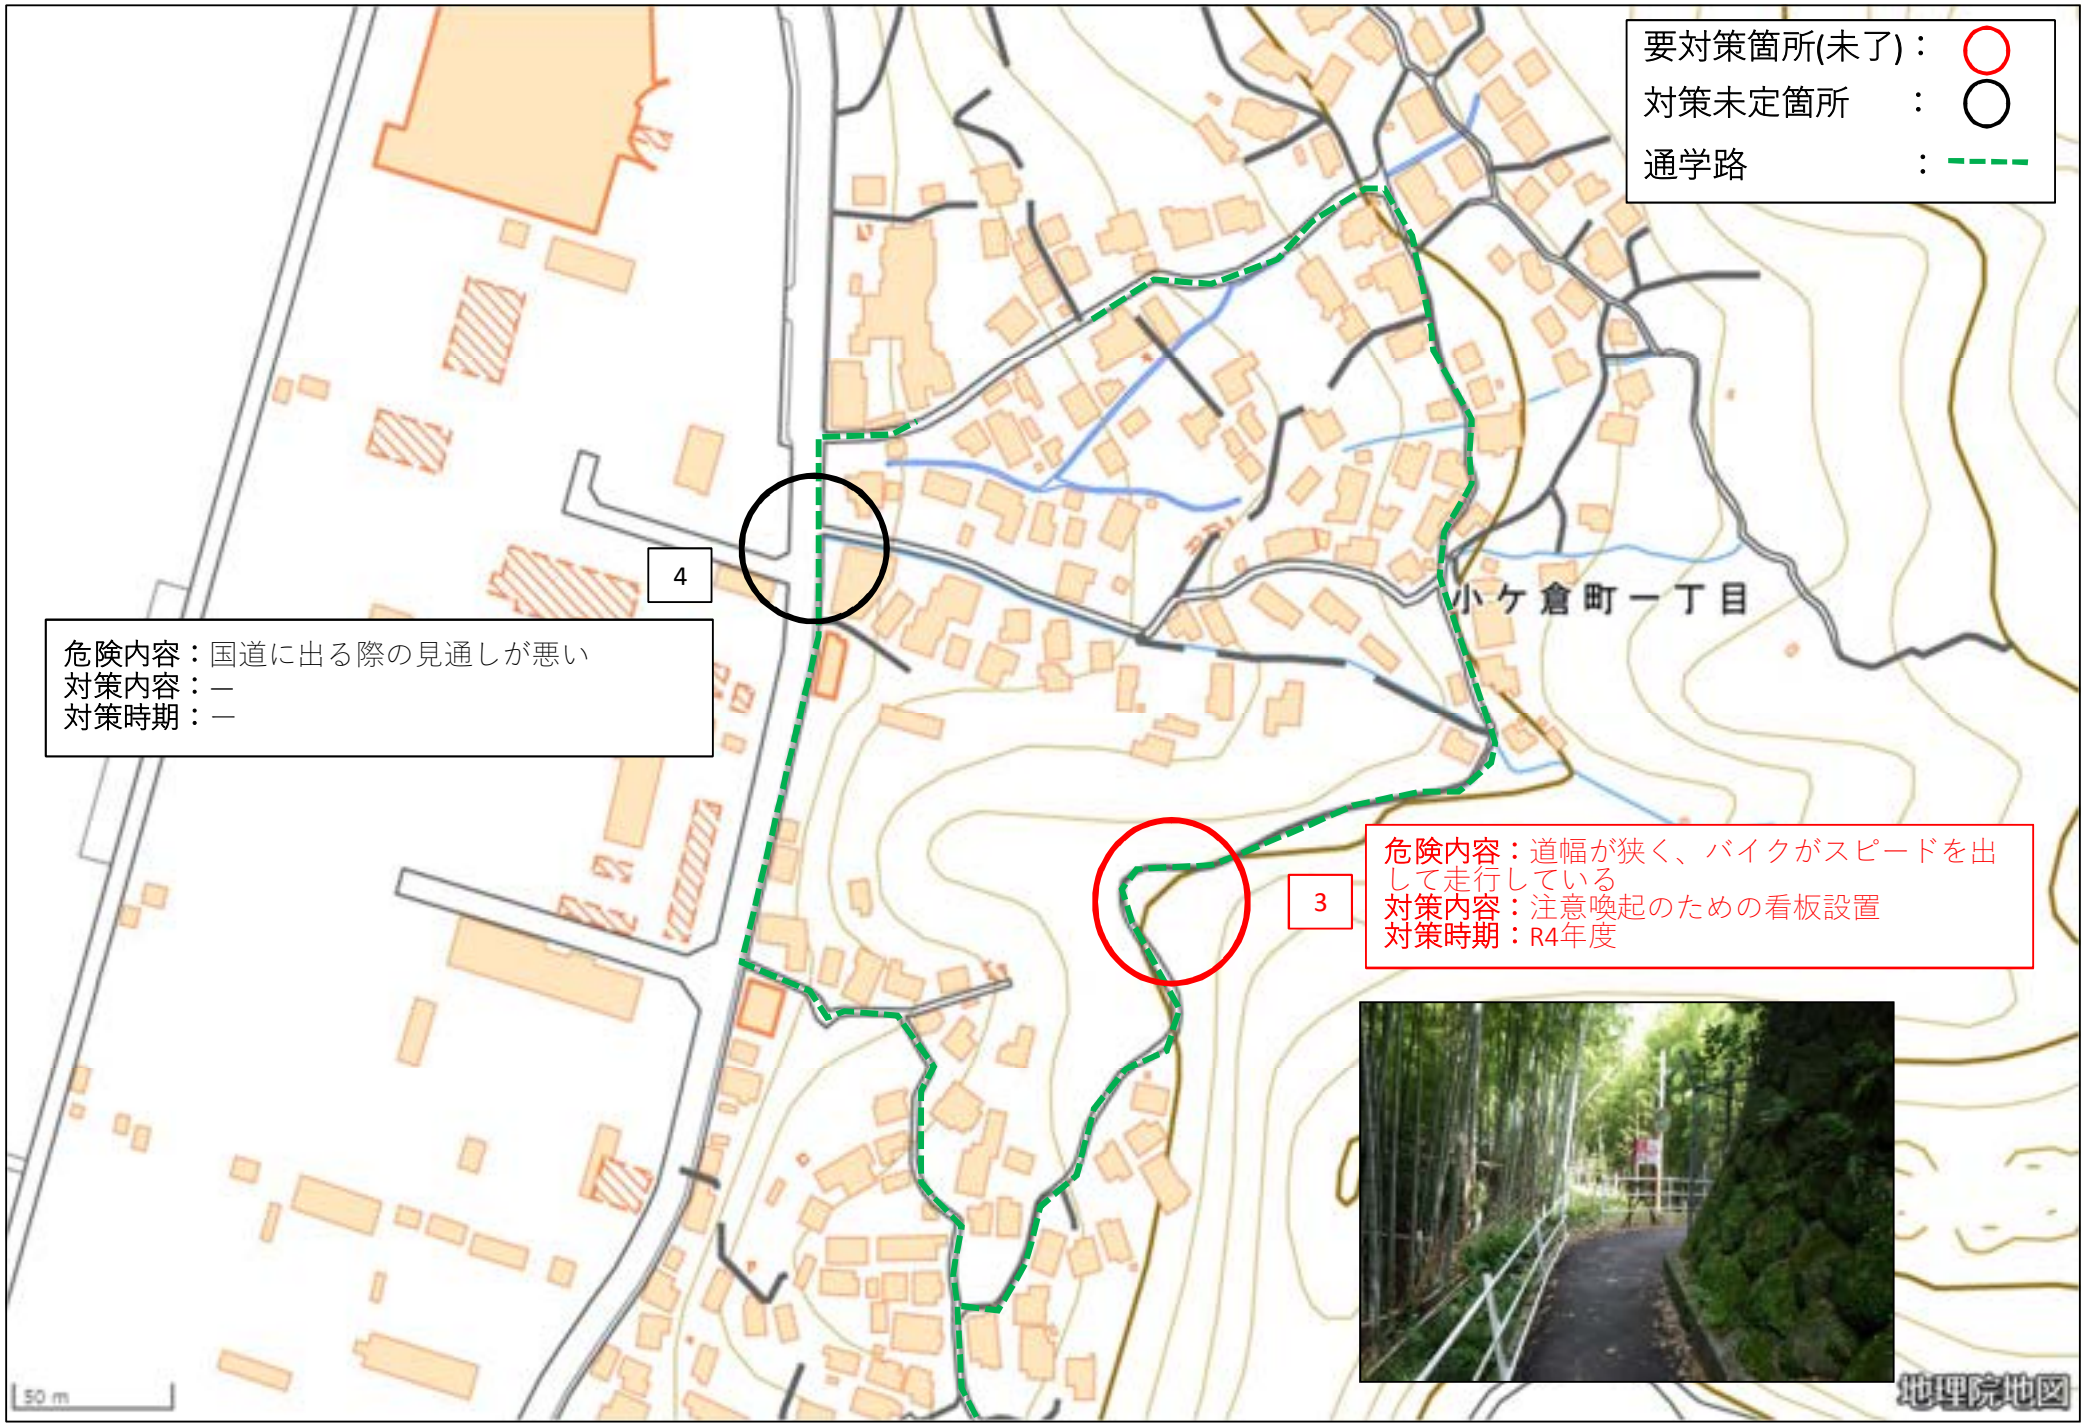 要対策箇所(未了)：
対策未定箇所　　：
通学路　　　　　：
4
危険内容：国道に出る際の見通しが悪い
対策内容：―
対策時期：―
小ケ倉町一丁目
3
危険内容：道幅が狭く、バイクがスピードを出
して走行している
対策内容：注意喚起のための看板設置
対策時期：R4年度
50 m
地理院地図